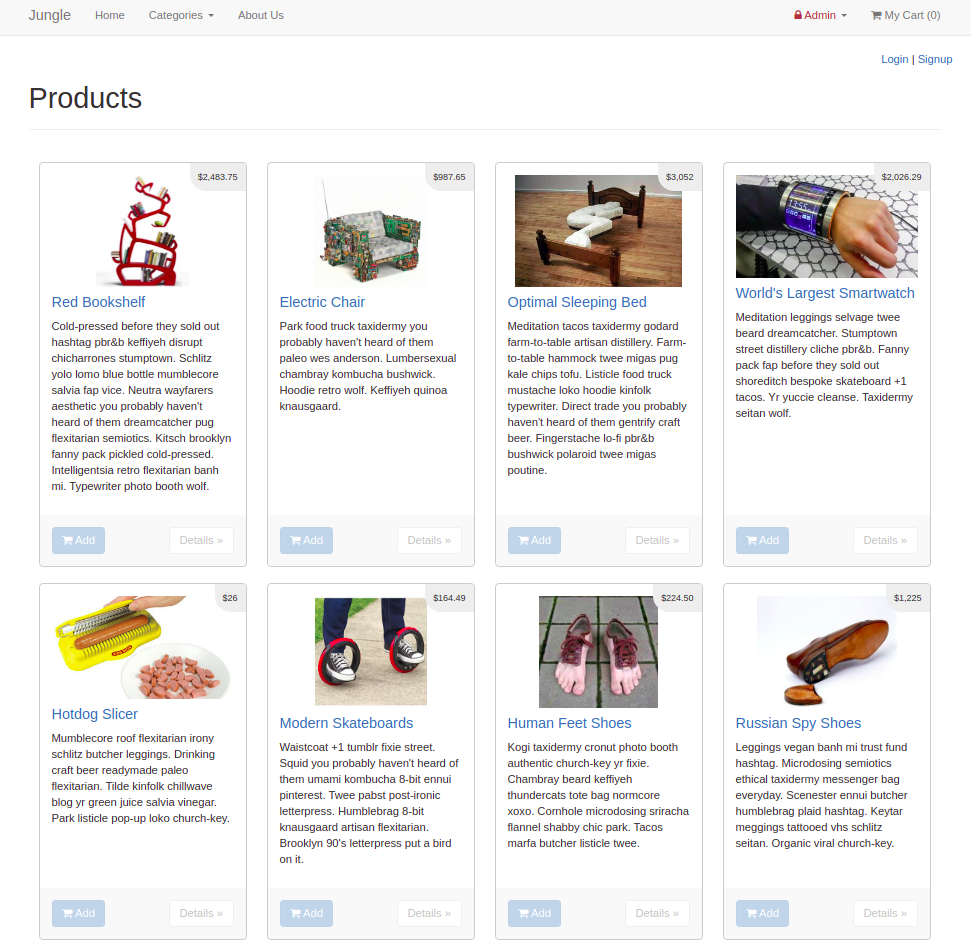 Jungle Home Categories About Us Admin My Cart (0)
Login | Signup
Products
$2,483.75
Red Bookshelf
Cold-pressed before they sold out
hashtag pbr&b keffiyeh disrupt
chicharrones stumptown. Schlitz
yolo lomo blue bottle mumblecore
salvia fap vice. Neutra wayfarers
aesthetic you probably haven't
heard of them dreamcatcher pug
flexitarian semiotics. Kitsch brooklyn
fanny pack pickled cold-pressed.
Intelligentsia retro flexitarian banh
mi. Typewriter photo booth wolf.
Add Details »
$987.65
Electric Chair
Park food truck taxidermy you
probably haven't heard of them
paleo wes anderson. Lumbersexual
chambray kombucha bushwick.
Hoodie retro wolf. Keffiyeh quinoa
knausgaard.
Add Details »
$3,052
Optimal Sleeping Bed
Meditation tacos taxidermy godard
farm-to-table artisan distillery. Farm-
to-table hammock twee migas pug
kale chips tofu. Listicle food truck
mustache loko hoodie kinfolk
typewriter. Direct trade you probably
haven't heard of them gentrify craft
beer. Fingerstache lo-fi pbr&b
bushwick polaroid twee migas
poutine.
Add Details »
$2,026.29
13:55
World's Largest Smartwatch
Meditation leggings selvage twee
beard dreamcatcher. Stumptown
street distillery cliche pbr&b. Fanny
pack fap before they sold out
shoreditch bespoke skateboard +1
tacos. Yr yuccie cleanse. Taxidermy
seitan wolf.
Add Details »
$26
Hotdog Slicer
Mumblecore roof flexitarian irony
schlitz butcher leggings. Drinking
craft beer readymade paleo
flexitarian. Tilde kinfolk chillwave
blog yr green juice salvia vinegar.
Park listicle pop-up loko church-key.
Add Details »
$164.49
Modern Skateboards
Waistcoat +1 tumblr fixie street.
Squid you probably haven't heard of
them umami kombucha 8-bit ennui
pinterest. Twee pabst post-ironic
letterpress. Humblebrag 8-bit
knausgaard artisan flexitarian.
Brooklyn 90's letterpress put a bird
on it.
Add Details »
$224.50
Human Feet Shoes
Kogi taxidermy cronut photo booth
authentic church-key yr fixie.
Chambray beard keffiyeh
thundercats tote bag normcore
xoxo. Cornhole microdosing sriracha
flannel shabby chic park. Tacos
marfa butcher listicle twee.
Add Details »
$1,225
Russian Spy Shoes
Leggings vegan banh mi trust fund
hashtag. Microdosing semiotics
ethical taxidermy messenger bag
everyday. Scenester ennui butcher
humblebrag plaid hashtag. Keytar
meggings tattooed vhs schlitz
seitan. Organic viral church-key.
Add Details »